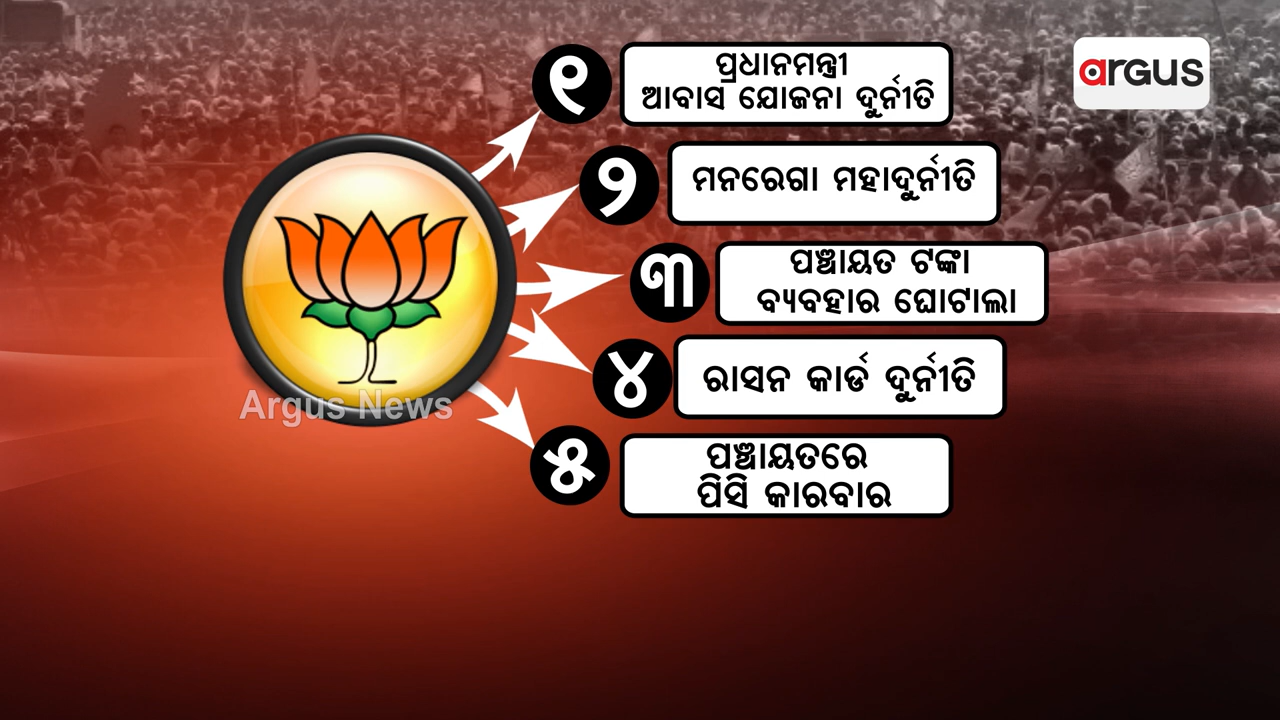 ୧
ପ୍ରଧାନମନ୍ତ୍ରୀ
ଆବାସ ଯୋଜନା ଦୁର୍ନୀତି
argus
୨
ମନରେଗା ମହାଦୁର୍ନୀତି
୩
ପଞ୍ଚାୟତ ଟଙ୍କା
ବ୍ୟବହାର ଘୋଟାଲା
୪
ରାସନ କାର୍ଡ ଦୁର୍ନୀତି
Argus News
୫
ପଞ୍ଚାୟତରେ
ପିସି କାରବାର